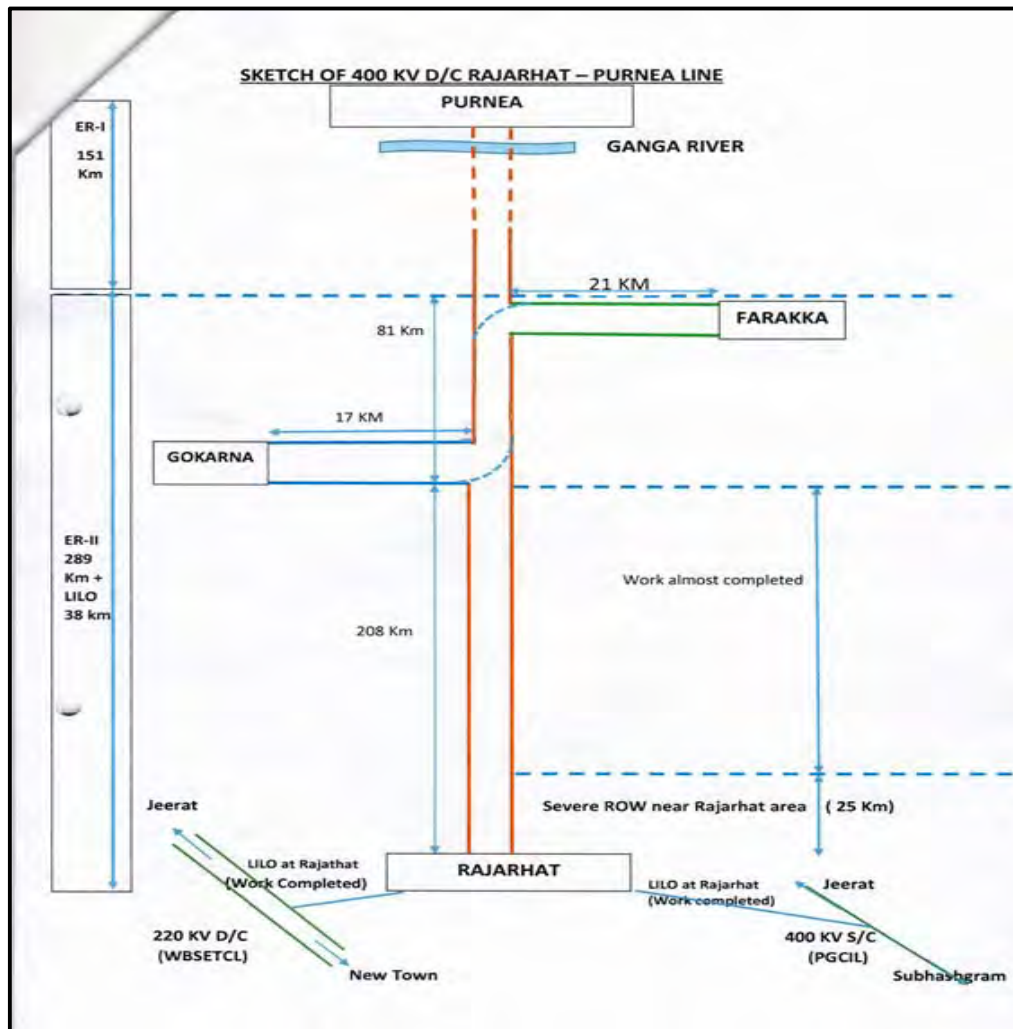 SKETCH OF 400 KV D/C RAJARHAT – PURNEA LINE
PURNEA
ER-I
151
Km
GANGA RIVER
21 KM
FARAKKA
81 Km
17 KM
GOKARNA
ER-II
289
Km +
LILO
38 km
Work almost completed
208 Km
Severe ROW near Rajarhat area ( 25 Km)
Jeerat
LILO at Rajathat
(Work Completed)
RAJARHAT
LILO at Rajarhat
(Work completed)
Jeerat
220 KV D/C
(WBSETCL)
New Town
400 KV S/C
(PGCIL)
Subhashgram